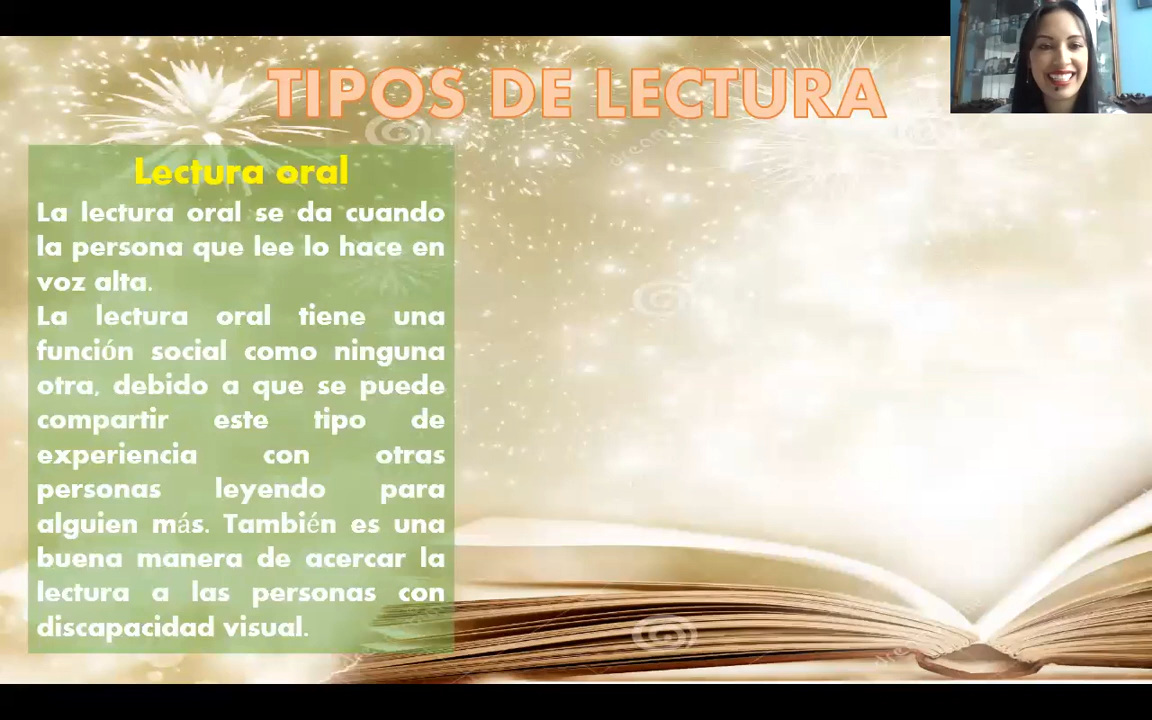 TIPOS DE LECTURA
Lectura oral
La lectura oral se da cuando
la persona que lee lo hace en
voz alta.
La lectura oral tiene una
función social como ninguna
otra, debido a que se puede
compartir este tipo de
experiencia con otras
personas leyendo para
alguien más. También es una
buena manera de acercar la
lectura a las personas con
discapacidad visual.